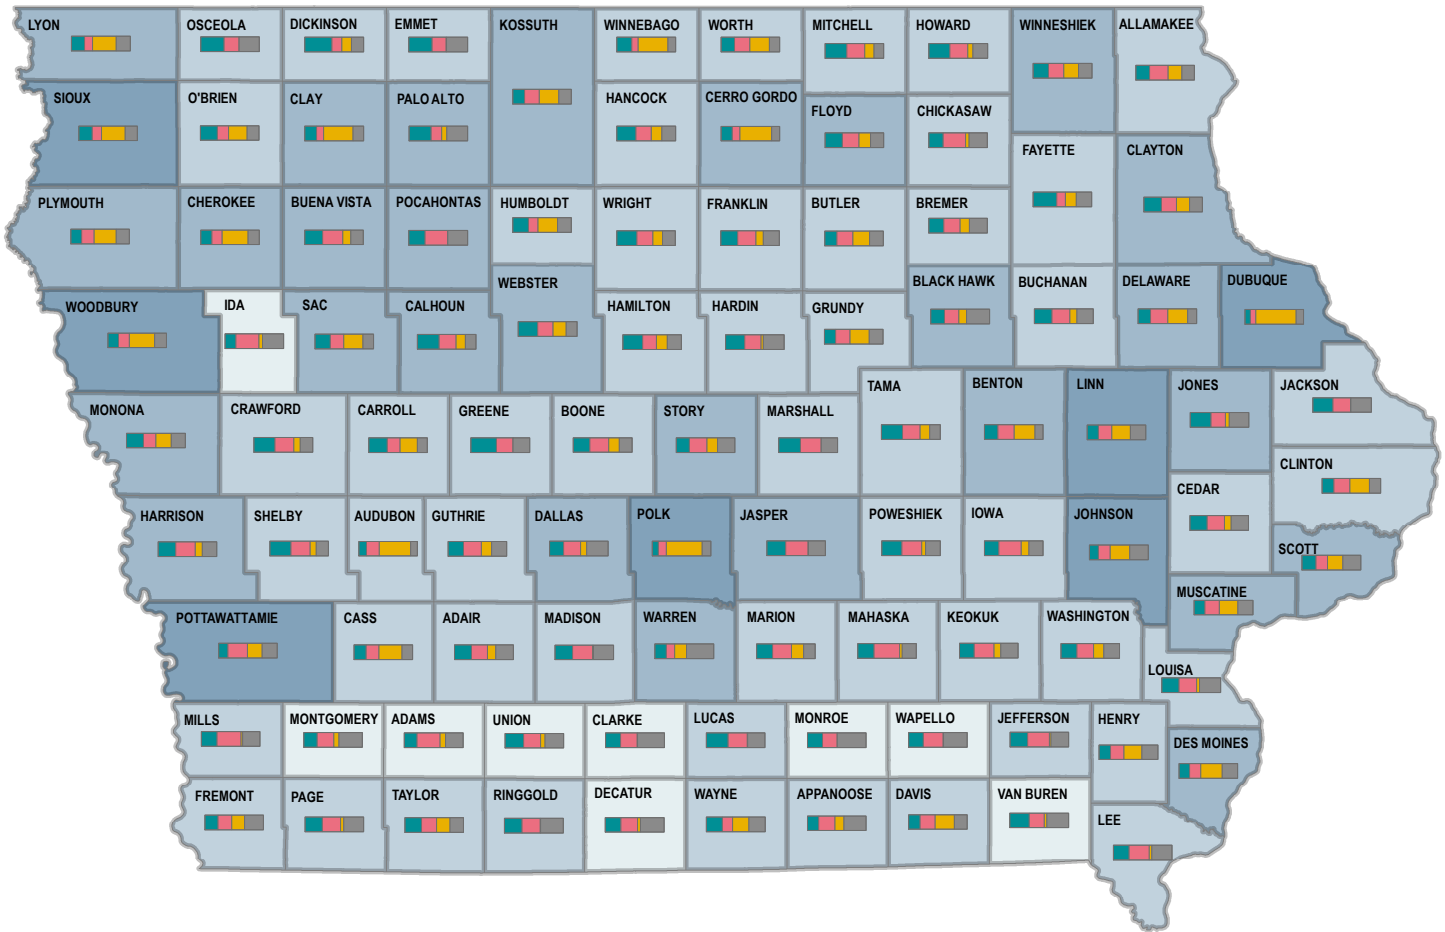 LYON
OSCEOLA
DICKINSON
EMMET
KOSSUTH
WINNEBAGO
WORTH
MITCHELL
HOWARD
WINNESHIEK
ALLAMAKEE
SIOUX
O'BRIEN
CLAY
PALO ALTO
HANCOCK
CERRO GORDO
FLOYD
CHICKASAW
FAYETTE
CLAYTON
PLYMOUTH
CHEROKEE
BUENA VISTA
POCAHONTAS
HUMBOLDT
WRIGHT
FRANKLIN
BUTLER
BREMER
WOODBURY
IDA
SAC
CALHOUN
WEBSTER
HAMILTON
HARDIN
GRUNDY
BLACK HAWK
BUCHANAN
DELAWARE
DUBUQUE
MONONA
CRAWFORD
CARROLL
GREENE
BOONE
STORY
MARSHALL
TAMA
BENTON
LINN
JONES
JACKSON
CLINTON
CEDAR
HARRISON
SHELBY
AUDUBON
GUTHRIE
DALLAS
POLK
JASPER
POWESHIEK
IOWA
JOHNSON
SCOTT
MUSCATINE
POTTAWATTAMIE
CASS
ADAIR
MADISON
WARREN
MARION
MAHASKA
KEOKUK
WASHINGTON
LOUISA
MILLS
MONTGOMERY
ADAMS
UNION
CLARKE
LUCAS
MONROE
WAPELLO
JEFFERSON
HENRY
DES MOINES
FREMONT
PAGE
TAYLOR
RINGGOLD
DECATUR
WAYNE
APPANOOSE
DAVIS
VAN BUREN
LEE